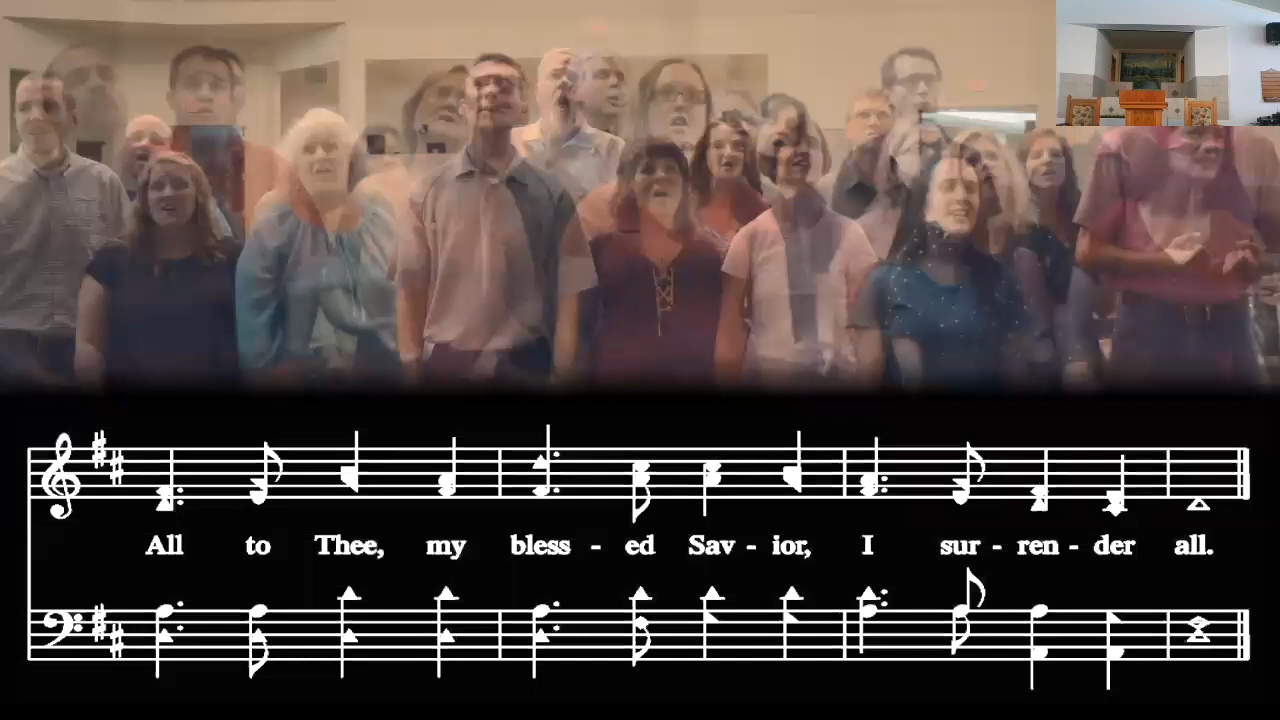 All to Thee, my bless - ed Sav - ior, I sur - ren - der all.